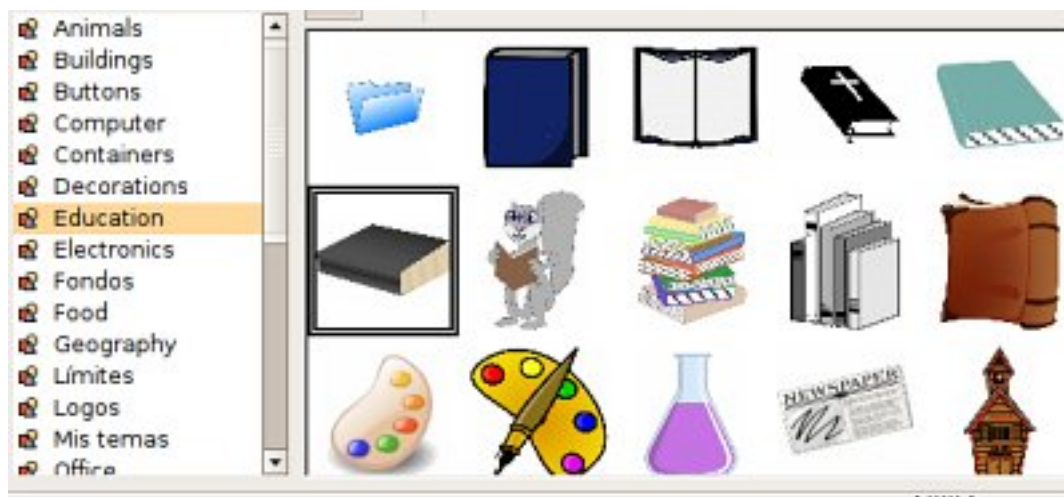 Animals
Buildings
Buttons
Computer
Containers
Decorations
Education
Electronics
Fondos
Food
Geography
Límites
Logos
Mis temas
Office
NEWSPAPER